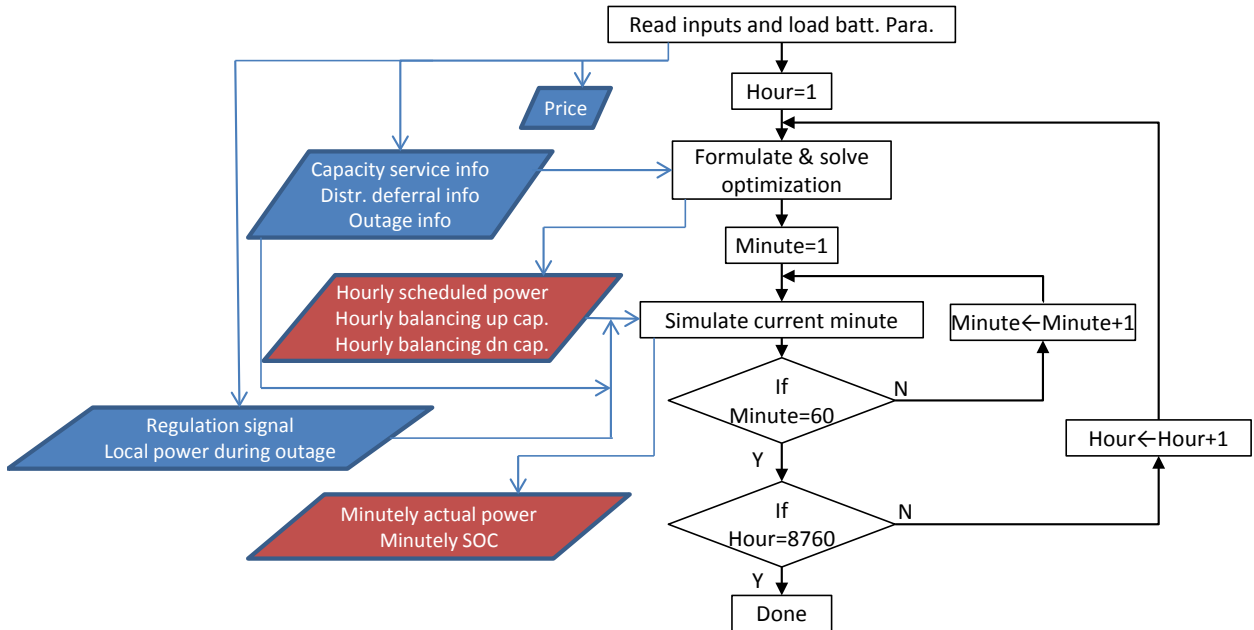 Read inputs and load batt. Para.
Price
Hour=1
Capacity service info
Distr. deferral info
Outage info
Formulate & solve
optimization
Minute=1
Hourly scheduled power
Hourly balancing up cap.
Hourly balancing dn cap.
Simulate current minute
Minute←Minute+1
If
Minute=60
N
Y
Regulation signal
Local power during outage
Hour←Hour+1
Minutely actual power
Minutely SOC
If
Hour=8760
N
Y
Done